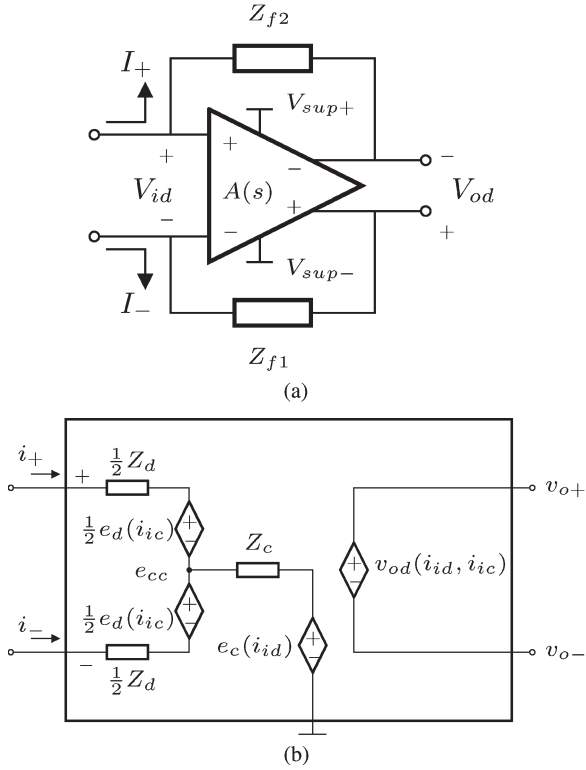 Z_{f2}
I_+
V_{sup+}
+
+
−
V_{id}
A(s)
V_{od}
−
−
+
−
+
V_{sup−}
I_−
Z_{f1}
(a)
i_+
+
½Z_d
½e_d(i_{ic})
+
−
Z_c
e_{cc}
v_{o+}
+
−
v_{od}(i_{id}, i_{ic})
½e_d(i_{ic})
+
−
e_c(i_{id})
+
−
i_−
−
½Z_d
v_{o−}
(b)